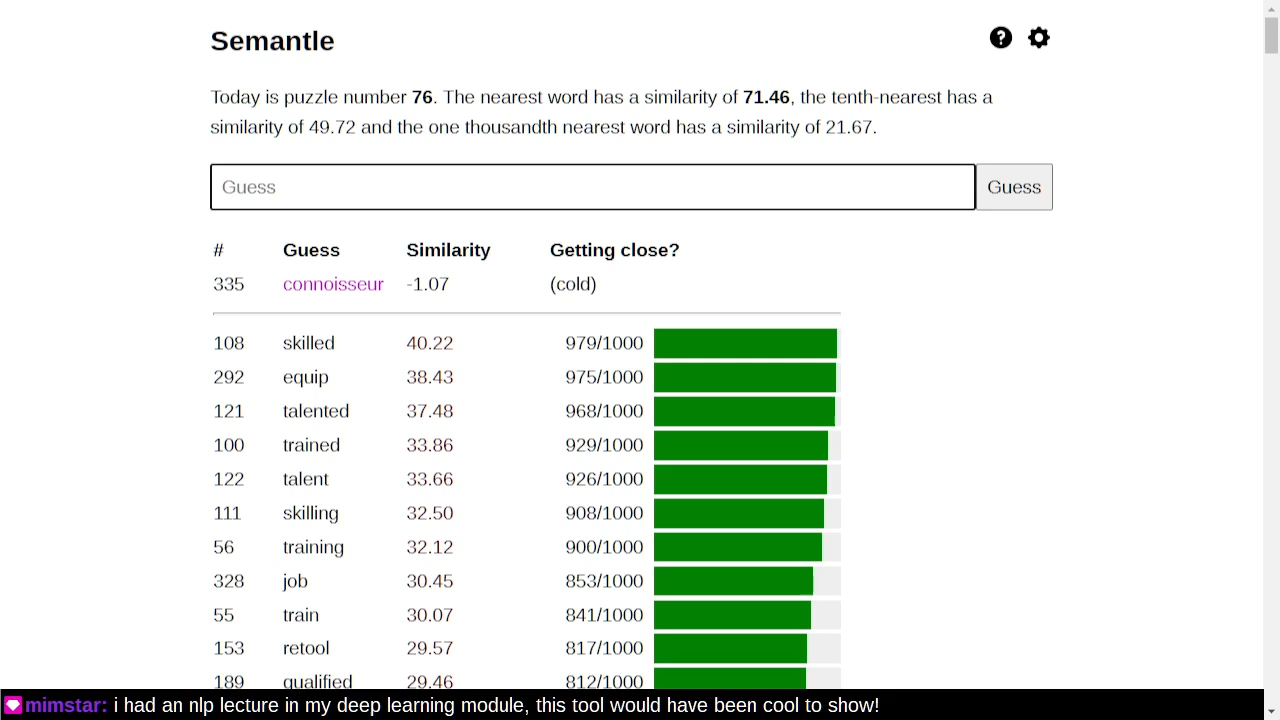 Semantle
Today is puzzle number 76. The nearest word has a similarity of 71.46, the tenth-nearest has a
similarity of 49.72 and the one thousandth nearest word has a similarity of 21.67.
Guess Guess
# Guess Similarity Getting close?
335 connoisseur -1.07 (cold)
108 skilled 40.22 979/1000
292 equip 38.43 975/1000
121 talented 37.48 968/1000
100 trained 33.86 929/1000
122 talent 33.66 926/1000
111 skilling 32.50 908/1000
56 training 32.12 900/1000
328 job 30.45 853/1000
55 train 30.07 841/1000
153 retool 29.57 817/1000
189 qualified 29.46 812/1000
mimstar: i had an nlp lecture in my deep learning module, this tool would have been cool to show!